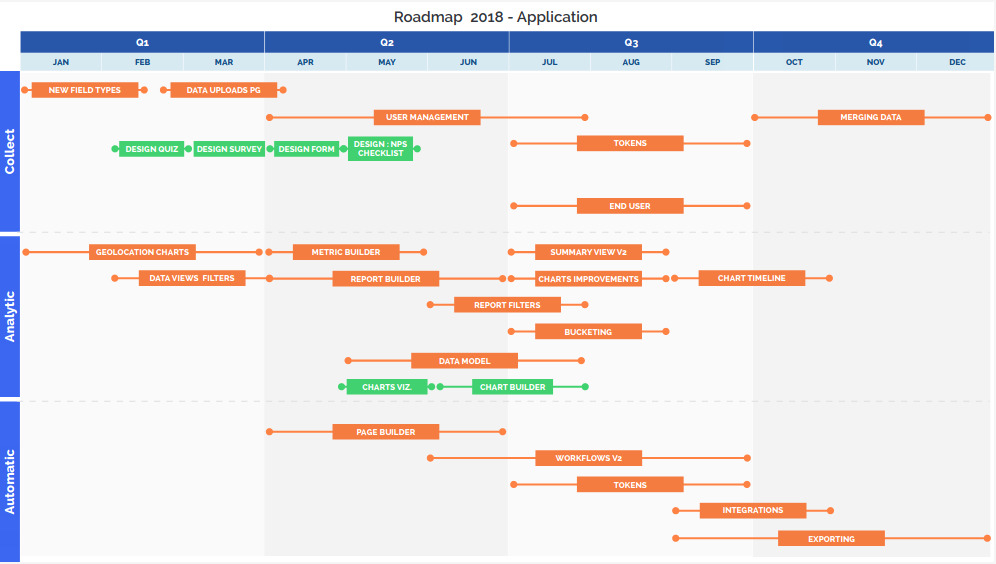 Roadmap 2018 - Application
Q1 Q2 Q3 Q4
JAN FEB MAR APR MAY JUN JUL AUG SEP OCT NOV DEC
Collect
NEW FIELD TYPES DATA UPLOADS PG
USER MANAGEMENT MERGING DATA
DESIGN QUIZ DESIGN SURVEY DESIGN FORM DESIGN : NPS
CHECKLIST
TOKENS
END USER
Analytic
GEOLOCATION CHARTS METRIC BUILDER SUMMARY VIEW V2
DATA VIEWS FILTERS REPORT BUILDER CHARTS IMPROVEMENTS CHART TIMELINE
REPORT FILTERS
BUCKETING
DATA MODEL
CHARTS VIZ. CHART BUILDER
Automatic
PAGE BUILDER
WORKFLOWS V2
TOKENS
INTEGRATIONS
EXPORTING